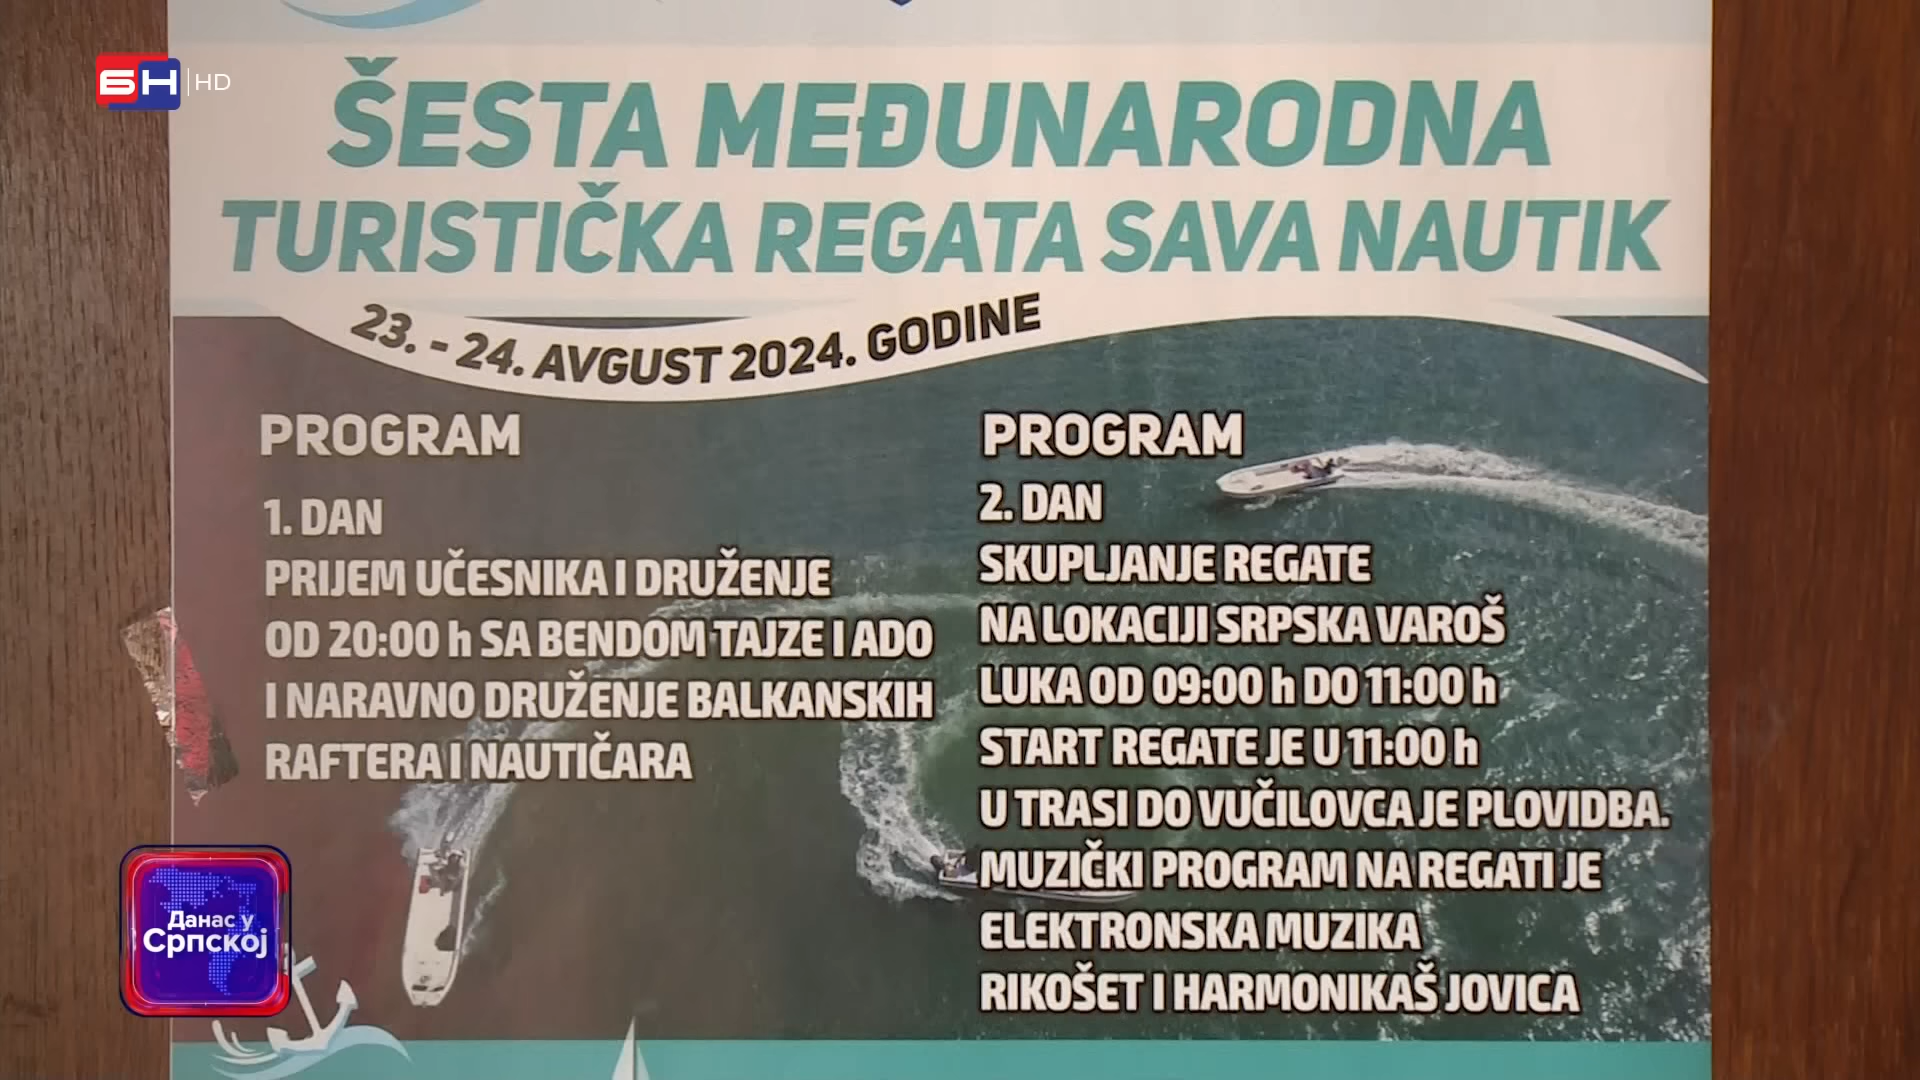 БН HD
ŠESTA MEĐUNARODNA
TURISTIČKA REGATA SAVA NAUTIK
23. - 24. AVGUST 2024. GODINE
PROGRAM
1. DAN
PRIJEM UČESNIKA I DRUŽENJE
OD 20:00 h SA BENDOM TAJZE I ADO
I NARAVNO DRUŽENJE BALKANSKIH
RAFTERA I NAUTIČARA
PROGRAM
2. DAN
SKUPLJANJE REGATE
NA LOKACIJI SRPSKA VAROŠ
LUKA OD 09:00 h DO 11:00 h
START REGATE JE U 11:00 h
U TRASI DO VUČILOVCA JE PLOVIDBA.
MUZIČKI PROGRAM NA REGATI JE
ELEKTRONSKA MUZIKA
RIKOŠET I HARMONIKAŠ JOVICA
Данас у
Српској